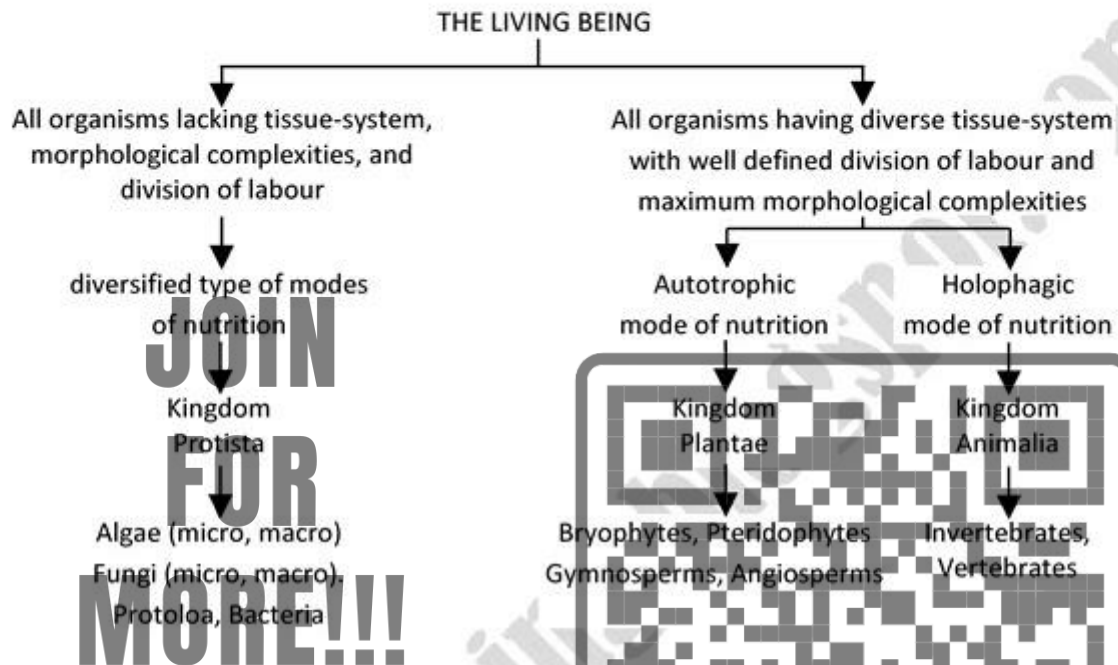 THE LIVING BEING
All organisms lacking tissue-system,
morphological complexities, and
division of labour
diversified type of modes
of nutrition
Kingdom
Protista
Algae (micro, macro)
Fungi (micro, macro).
Protoloa, Bacteria
All organisms having diverse tissue-system
with well defined division of labour and
maximum morphological complexities
Autotrophic
mode of nutrition
Kingdom
Plantae
Bryophytes, Pteridophytes
Gymnosperms, Angiosperms
Holophagic
mode of nutrition
Kingdom
Animalia
Invertebrates,
Vertebrates
JOIN
FOR
MORE!!!